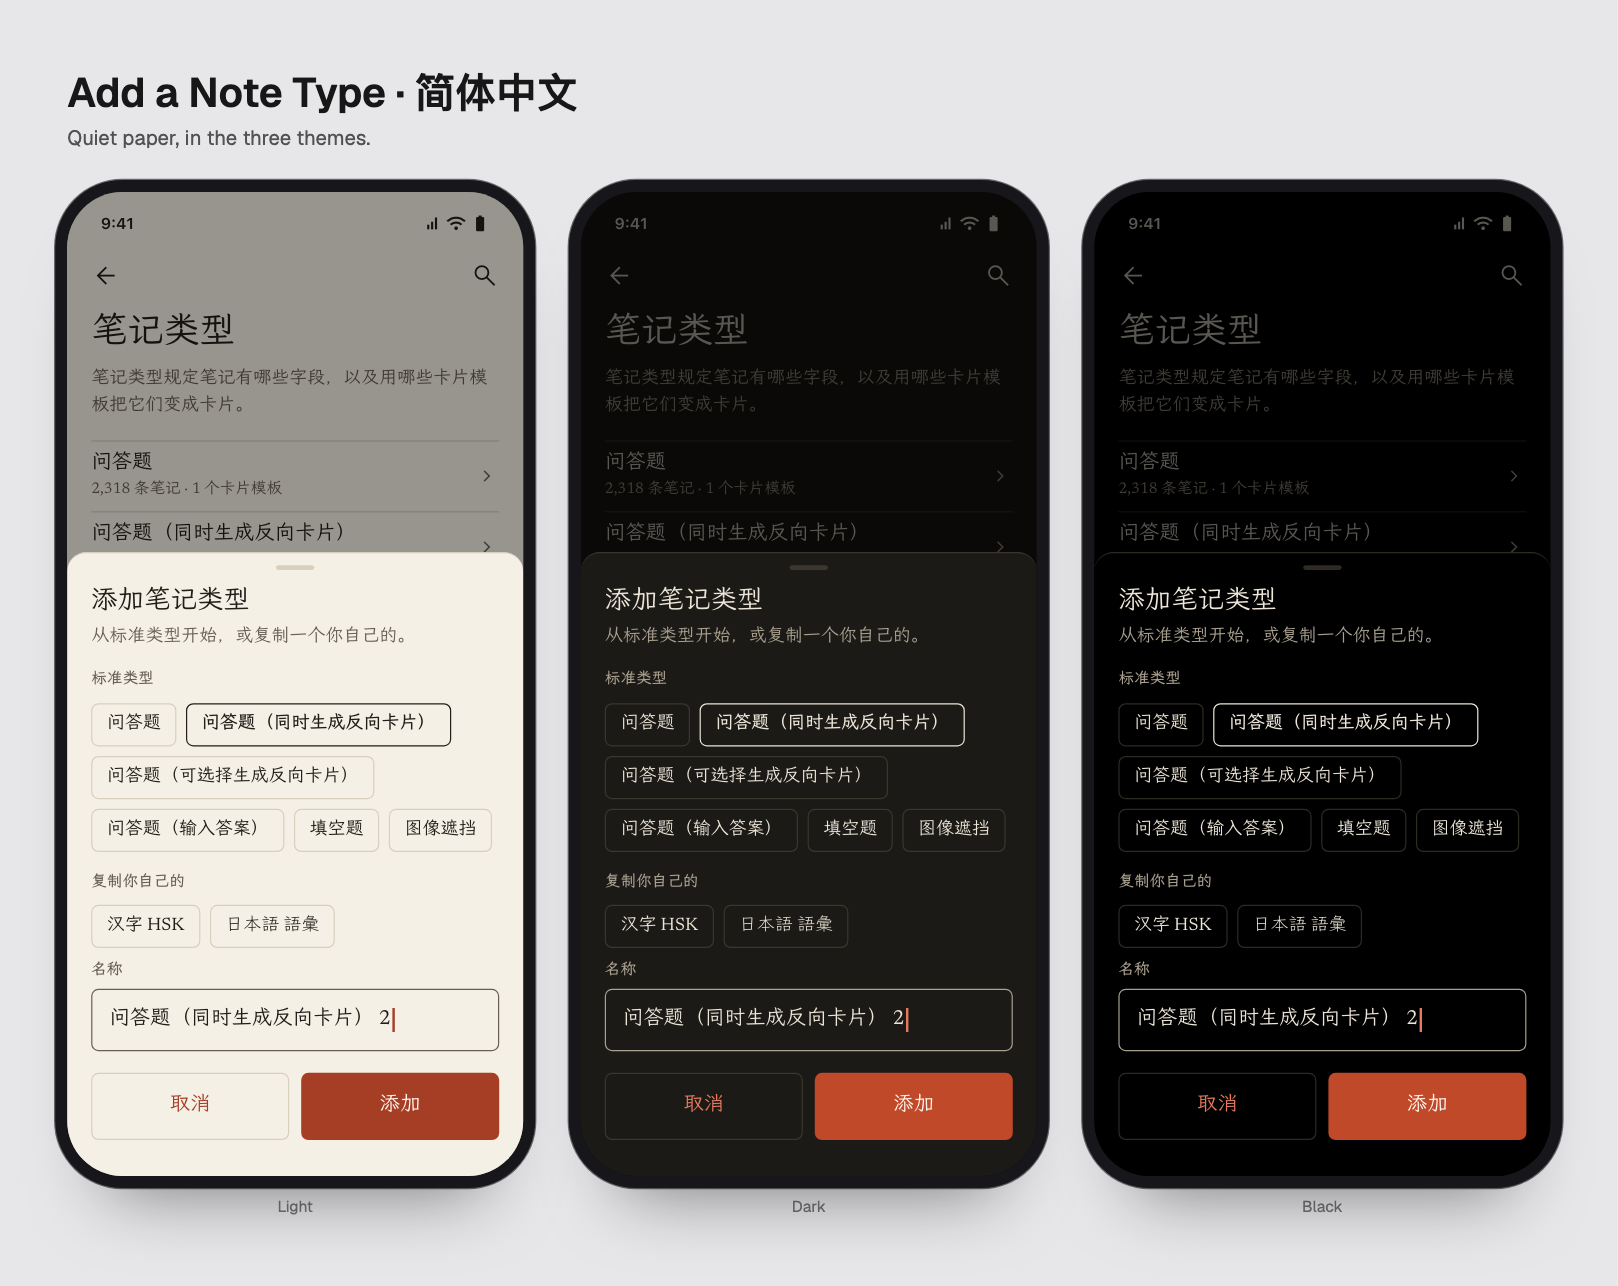 Add a Note Type · 简体中文
Quiet paper, in the three themes.
9:41
笔记类型
笔记类型规定笔记有哪些字段，以及用哪些卡片模
板把它们变成卡片。
问答题
2,318 条笔记 · 1 个卡片模板
问答题（同时生成反向卡片）
添加笔记类型
从标准类型开始，或复制一个你自己的。
标准类型
问答题 问答题（同时生成反向卡片）
问答题（可选择生成反向卡片）
问答题（输入答案） 填空题 图像遮挡
复制你自己的
汉字 HSK 日本語 語彙
名称
问答题（同时生成反向卡片） 2
取消 添加
Light
9:41
笔记类型
笔记类型规定笔记有哪些字段，以及用哪些卡片模
板把它们变成卡片。
问答题
2,318 条笔记 · 1 个卡片模板
问答题（同时生成反向卡片）
添加笔记类型
从标准类型开始，或复制一个你自己的。
标准类型
问答题 问答题（同时生成反向卡片）
问答题（可选择生成反向卡片）
问答题（输入答案） 填空题 图像遮挡
复制你自己的
汉字 HSK 日本語 語彙
名称
问答题（同时生成反向卡片） 2
取消 添加
Dark
9:41
笔记类型
笔记类型规定笔记有哪些字段，以及用哪些卡片模
板把它们变成卡片。
问答题
2,318 条笔记 · 1 个卡片模板
问答题（同时生成反向卡片）
添加笔记类型
从标准类型开始，或复制一个你自己的。
标准类型
问答题 问答题（同时生成反向卡片）
问答题（可选择生成反向卡片）
问答题（输入答案） 填空题 图像遮挡
复制你自己的
汉字 HSK 日本語 語彙
名称
问答题（同时生成反向卡片） 2
取消 添加
Black